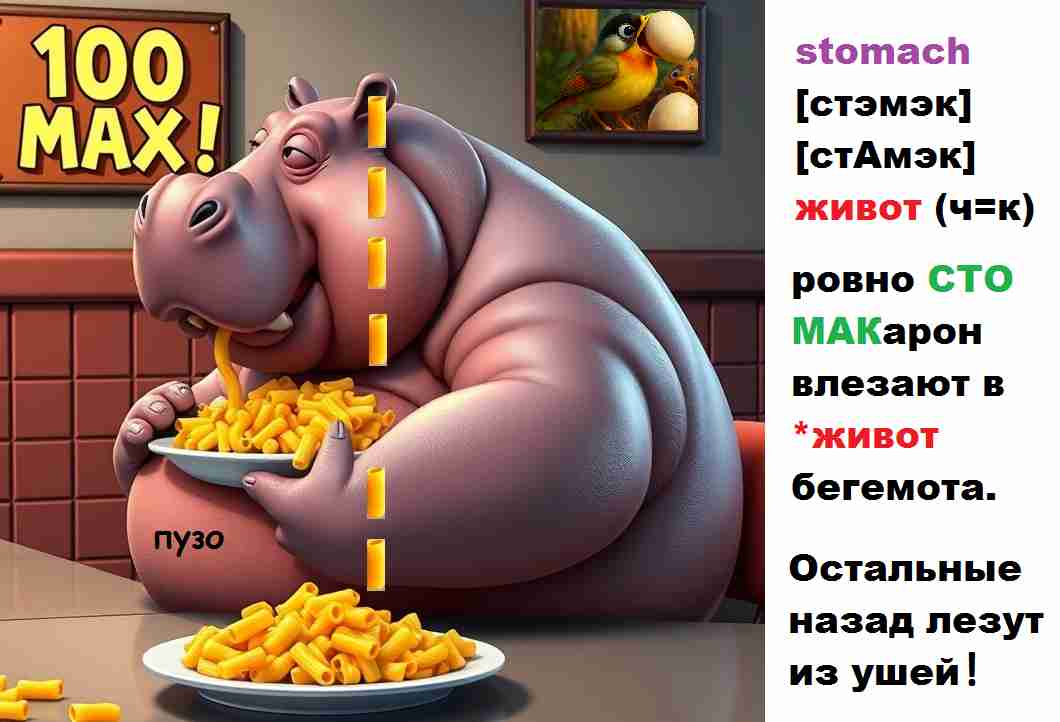 100
MAX!
пузо
stomach
[стэмэк]
[стАмэк]
живот (ч=к)
ровно СТО
МАКарон
влезают в
*живот
бегемота.
Остальные
назад лезут
из ушей!